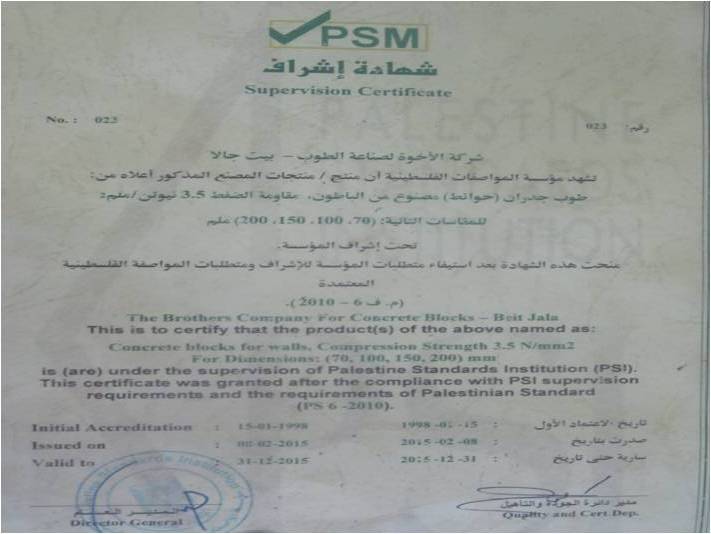 PSM
شهادة إشراف
Supervision Certificate
No. : 023
رقم: 023
شركة الأخوة لصناعة الطوب – بيت جالا
تشهد مؤسسة المواصفات الفلسطينية أن منتج / منتجات المصنع المذكور أعلاه من:
طوب جدران (حوائط) مصنوع من الباطون، مقاومة الضغط 3.5 نيوتن/ملم2
للمقاسات التالية: (70، 100، 150، 200) ملم
تحت إشراف المؤسسة.
منحت هذه الشهادة بعد استيفاء متطلبات المؤسسة للإشراف ومتطلبات المواصفة الفلسطينية
المعتمدة
(م. ف 6 – 2010).
The Brothers Company For Concrete Blocks – Beit Jala
This is to certify that the product(s) of the above named as:
Concrete blocks for walls, Compression Strength 3.5 N/mm2
For Dimensions: (70, 100, 150, 200) mm
is (are) under the supervision of Palestine Standards Institution (PSI).
This certificate was granted after the compliance with PSI supervision
requirements and the requirements of Palestinian Standard
(PS 6 -2010).
Initial Accreditation : 15-01-1998
تاريخ الاعتماد الأول : 1998-01-15
Issued on : 08-02-2015
صدرت بتاريخ : 2015-02-08
Valid to : 31-12-2015
سارية حتى تاريخ : 2015-12-31
المدير العام
Director General
مدير دائرة الجودة والتأهيل
Quality and Cert.Dep.